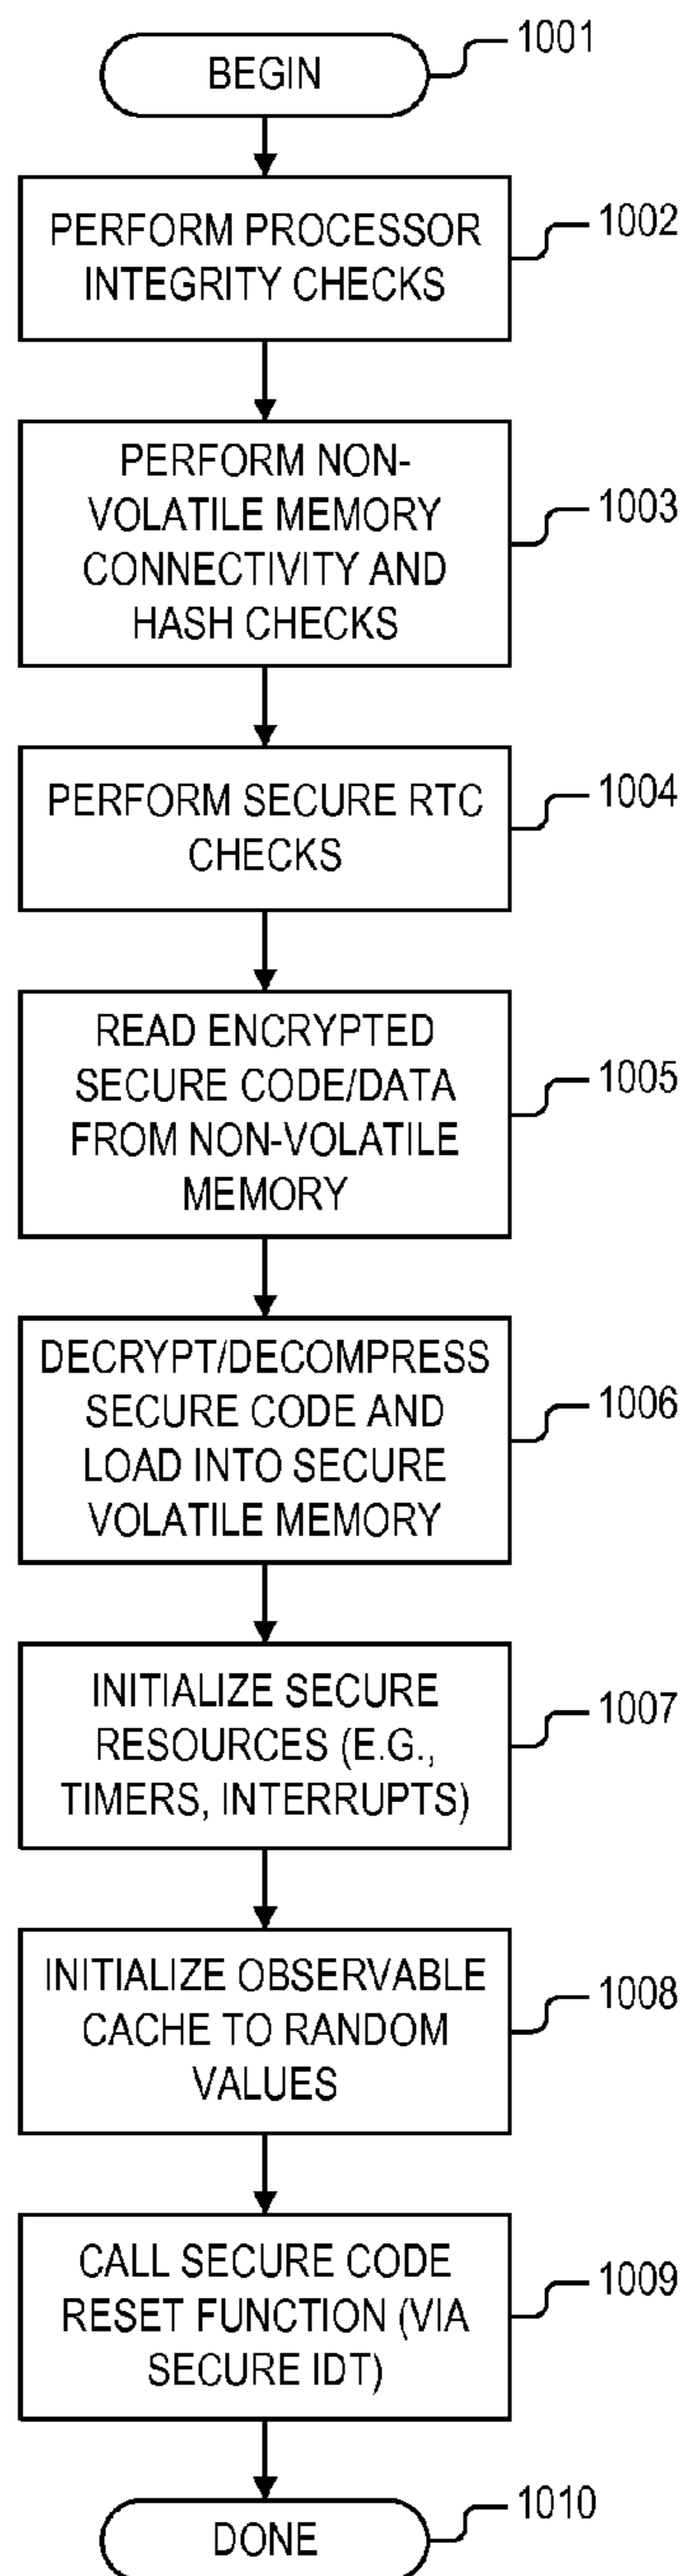 BEGIN
1001
PERFORM PROCESSOR
INTEGRITY CHECKS
1002
PERFORM NON-
VOLATILE MEMORY
CONNECTIVITY AND
HASH CHECKS
1003
PERFORM SECURE RTC
CHECKS
1004
READ ENCRYPTED
SECURE CODE/DATA
FROM NON-VOLATILE
MEMORY
1005
DECRYPT/DECOMPRESS
SECURE CODE AND
LOAD INTO SECURE
VOLATILE MEMORY
1006
INITIALIZE SECURE
RESOURCES (E.G.,
TIMERS, INTERRUPTS)
1007
INITIALIZE OBSERVABLE
CACHE TO RANDOM
VALUES
1008
CALL SECURE CODE
RESET FUNCTION (VIA
SECURE IDT)
1009
DONE
1010